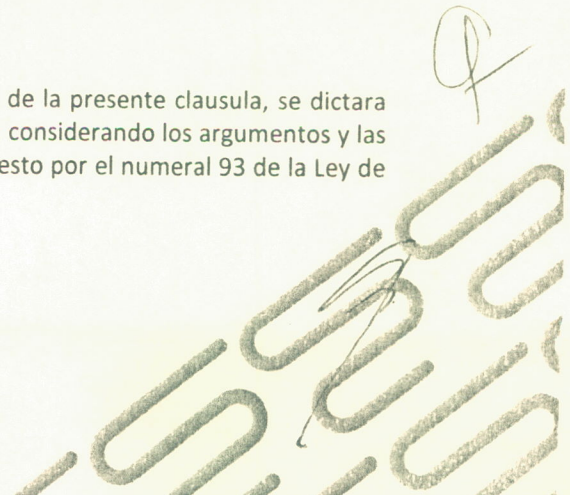 de la presente clausula, se dictara
considerando los argumentos y las
esto por el numeral 93 de la Ley de